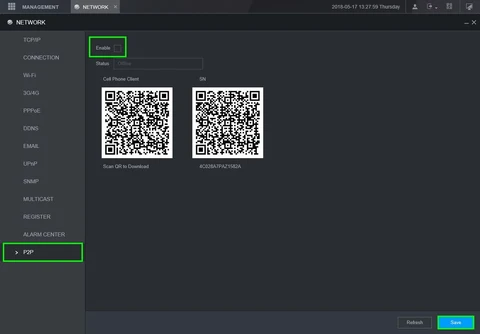 MANAGEMENT NETWORK 2018-05-17 13:27:59 Thursday
NETWORK
TCP/IP
CONNECTION
Wi-Fi
3G/4G
PPPoE
DDNS
EMAIL
UPnP
SNMP
MULTICAST
REGISTER
ALARM CENTER
P2P
Enable
Status Offline
Cell Phone Client SN
Scan QR to Download 4C028A7PAZ1582A
Refresh Save